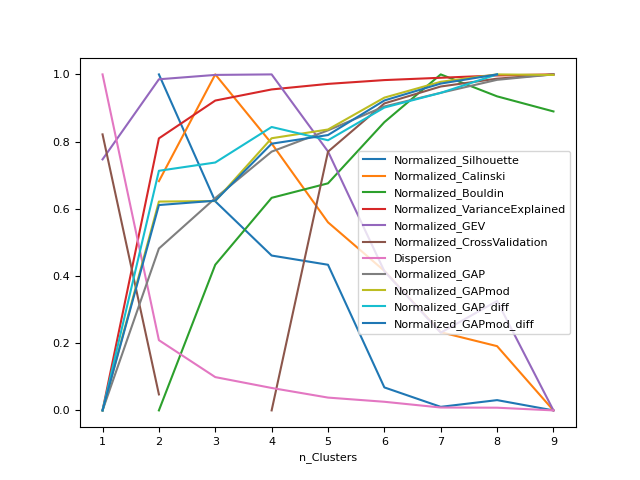 1.0
0.8
0.6
0.4
0.2
0.0
Normalized_Silhouette
Normalized_Calinski
Normalized_Bouldin
Normalized_VarianceExplained
Normalized_GEV
Normalized_CrossValidation
Dispersion
Normalized_GAP
Normalized_GAPmod
Normalized_GAP_diff
Normalized_GAPmod_diff
1 2 3 4 5 6 7 8 9
n_Clusters